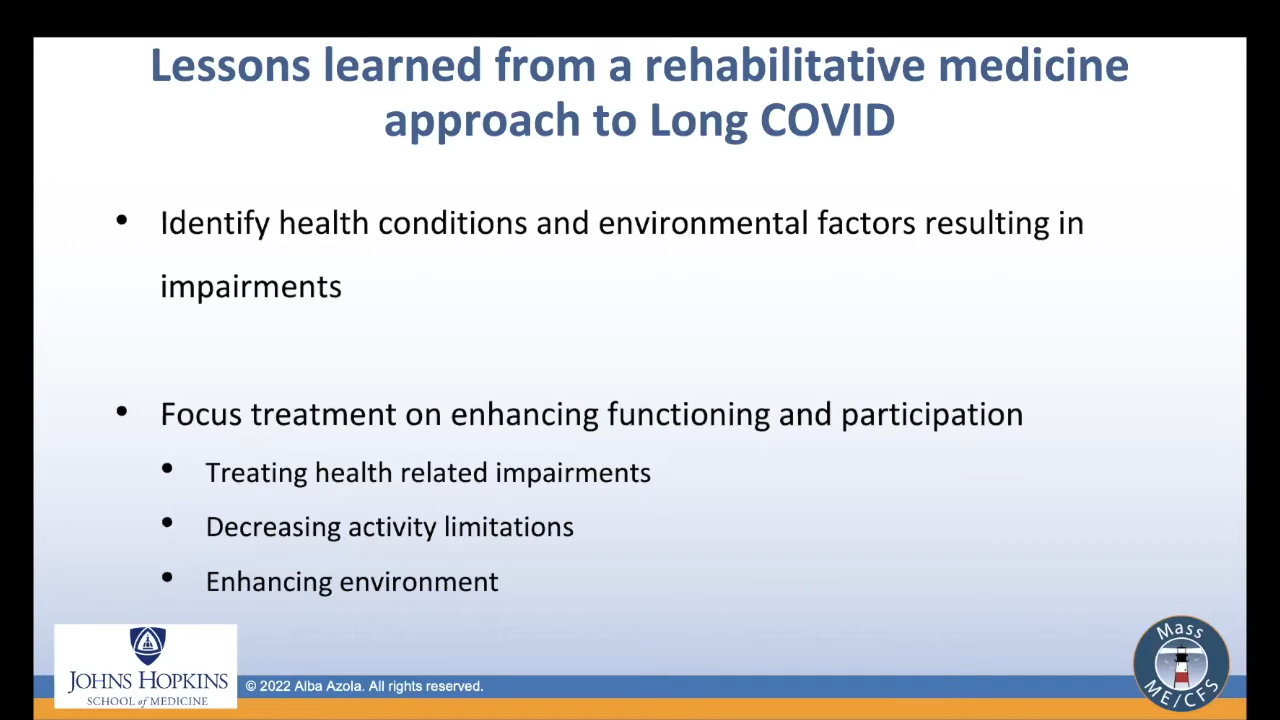 Lessons learned from a rehabilitative medicine
approach to Long COVID
• Identify health conditions and environmental factors resulting in
impairments
• Focus treatment on enhancing functioning and participation
• Treating health related impairments
• Decreasing activity limitations
• Enhancing environment
JOHNS HOPKINS
SCHOOL of MEDICINE
© 2022 Alba Azola. All rights reserved.
Mass
ME/CFS